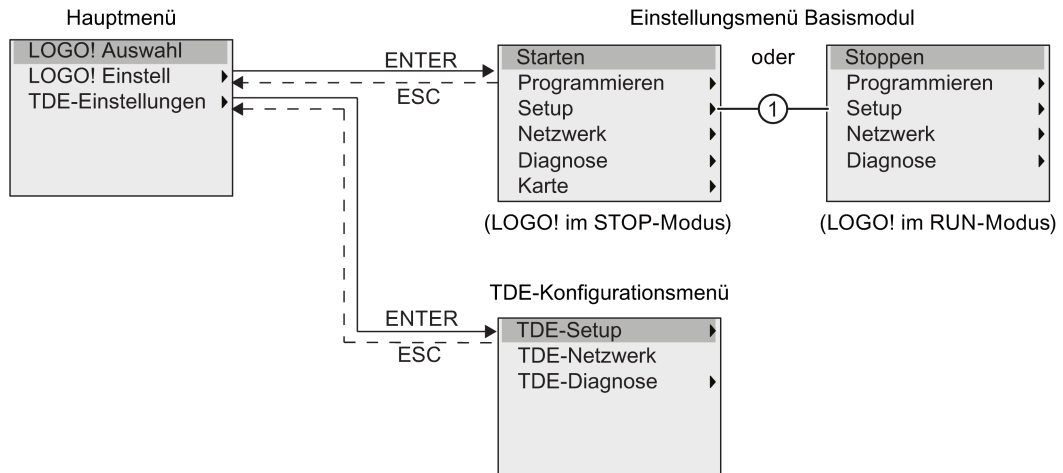 Hauptmenü
LOGO! Auswahl
LOGO! Einstell
TDE-Einstellungen
ENTER
ESC
Einstellungsmenü Basismodul
Starten
Programmieren
Setup
Netzwerk
Diagnose
Karte
(LOGO! im STOP-Modus)
oder
1
Stoppen
Programmieren
Setup
Netzwerk
Diagnose
(LOGO! im RUN-Modus)
ENTER
ESC
TDE-Konfigurationsmenü
TDE-Setup
TDE-Netzwerk
TDE-Diagnose